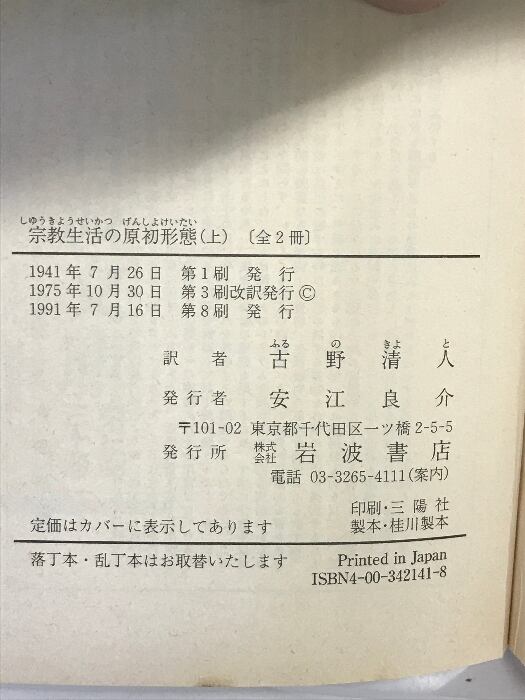 しゆうきようせいかつ げんしよけいたい
宗教生活の原初形態(上) 〔全2冊〕
1941年 7月26日 第1刷 発行
1975年10月30日 第3刷改訳発行©
1991年 7月16日 第8刷 発行
ふる の きよ と
訳者 古野清人
発行者 安江良介
〒101-02 東京都千代田区一ツ橋2-5-5
発行所 株式会社 岩波書店
電話 03-3265-4111(案内)
印刷・三陽社
定価はカバーに表示してあります 製本・桂川製本
落丁本・乱丁本はお取替いたします Printed in Japan
ISBN4-00-342141-8